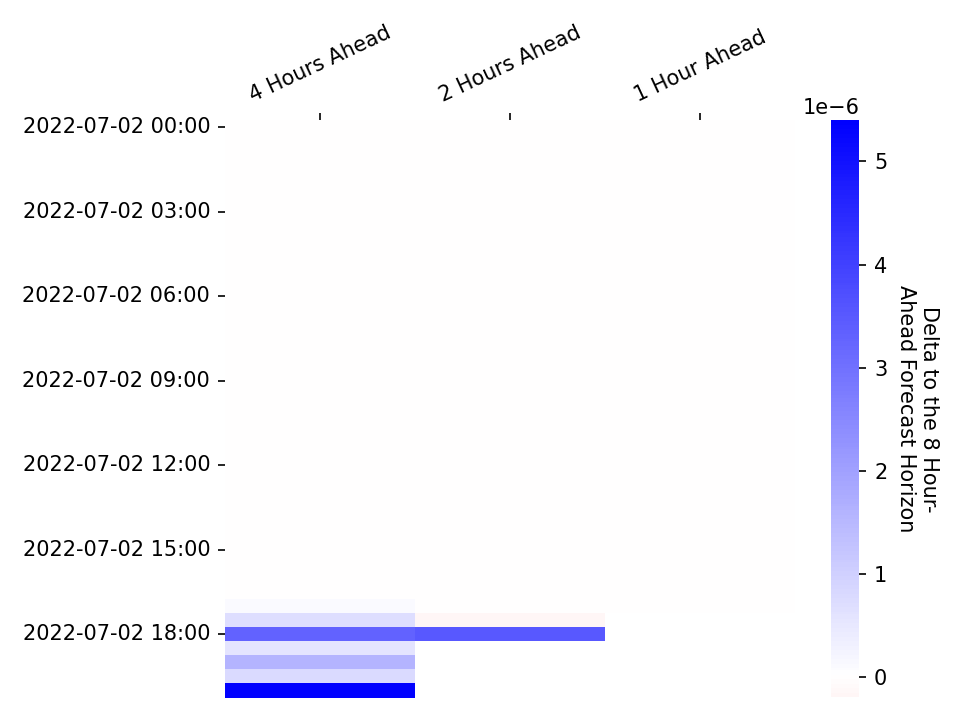 4 Hours Ahead
2 Hours Ahead
1 Hour Ahead
1e−6
2022-07-02 00:00
2022-07-02 03:00
2022-07-02 06:00
2022-07-02 09:00
2022-07-02 12:00
2022-07-02 15:00
2022-07-02 18:00
5
4
3
2
1
0
Delta to the 8 Hour-
Ahead Forecast Horizon